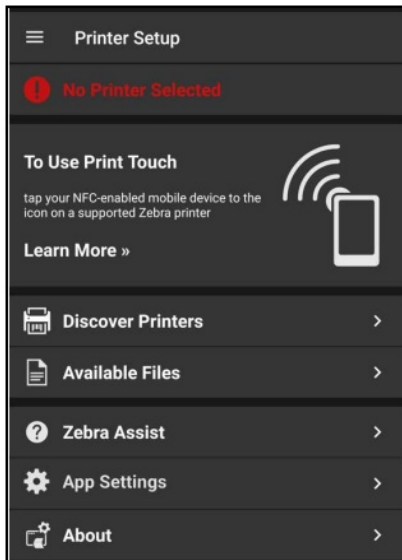 Printer Setup
No Printer Selected
To Use Print Touch
tap your NFC-enabled mobile device to the
icon on a supported Zebra printer
Learn More »
Discover Printers
Available Files
Zebra Assist
App Settings
About